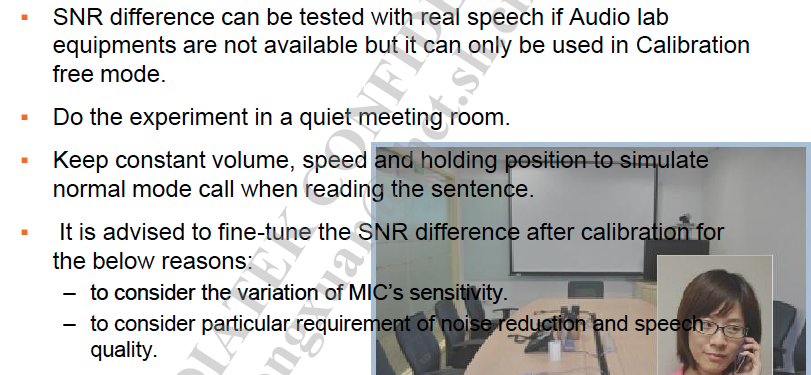 ▪ SNR difference can be tested with real speech if Audio lab
equipments are not available but it can only be used in Calibration
free mode.
▪ Do the experiment in a quiet meeting room.
▪ Keep constant volume, speed and holding position to simulate
normal mode call when reading the sentence.
▪ It is advised to fine-tune the SNR difference after calibration for
the below reasons:
– to consider the variation of MIC's sensitivity.
– to consider particular requirement of noise reduction and speech
quality.